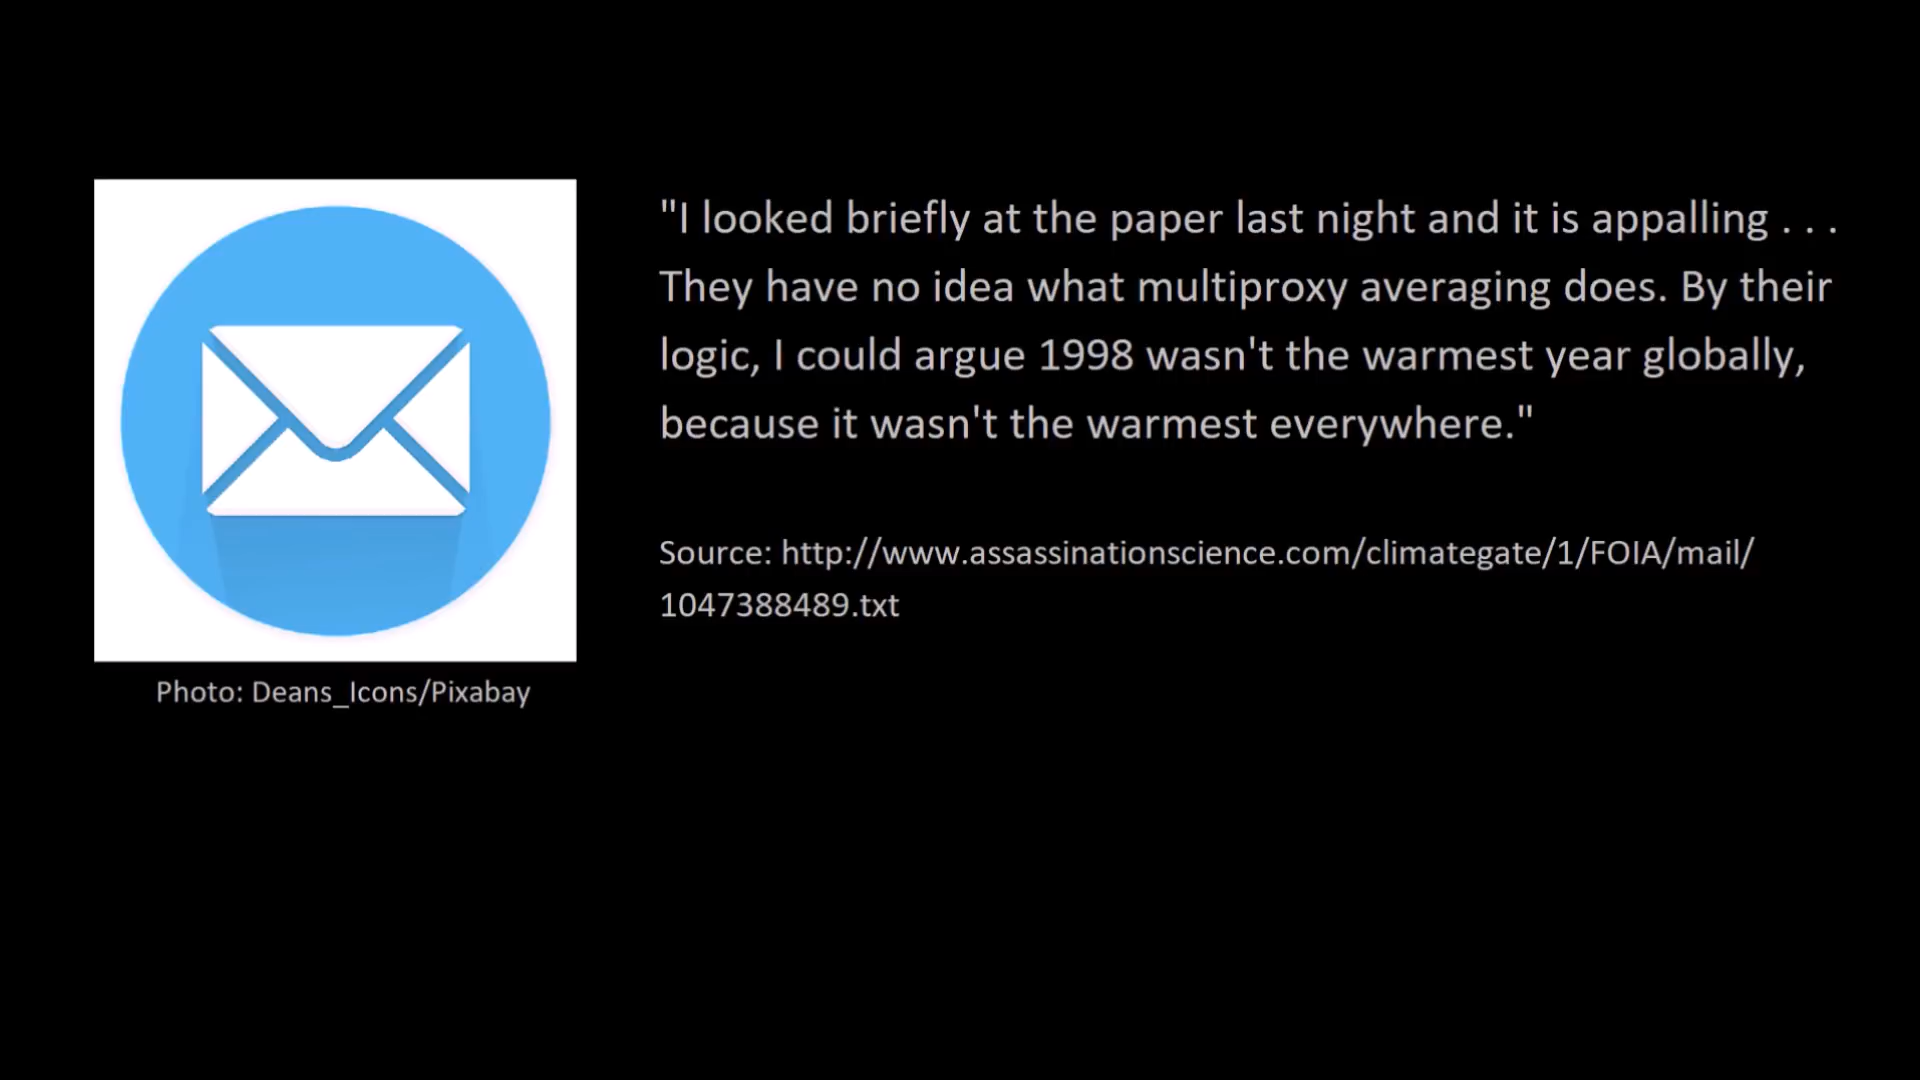 "I looked briefly at the paper last night and it is appalling . . .
They have no idea what multiproxy averaging does. By their
logic, I could argue 1998 wasn't the warmest year globally,
because it wasn't the warmest everywhere."
Source: http://www.assassinationscience.com/climategate/1/FOIA/mail/
1047388489.txt
Photo: Deans_Icons/Pixabay